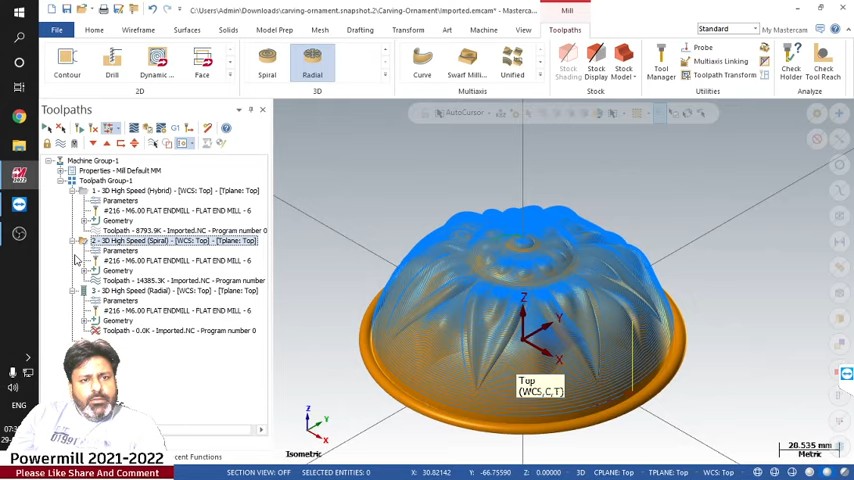 C:\Users\Admin\Downloads\carving-ornament.snapshot.2\Carving-Ornament\Imported.emcam* - Mastercam...
Mill
File
Home
Wireframe
Surfaces
Solids
Model Prep
Mesh
Drafting
Transform
Art
Machine
View
Toolpaths
Standard
My Mastercam
Contour
Drill
Dynamic ...
Face
2D
Spiral
Radial
3D
Curve
Swarf Millin...
Unified
Multiaxis
Stock Shading
Stock Display
Stock Model
Stock
Tool Manager
Probe
Multiaxis Linking
Toolpath Transform
Utilities
Check Holder
Check Tool Reach
Analyze
Toolpaths
AutoCursor
Machine Group-1
Properties - Mill Default MM
Toolpath Group-1
1 - 3D High Speed (Hybrid) - [WCS: Top] - [Tplane: Top]
Parameters
#216 - M6.00 FLAT END MILL - FLAT END MILL - 6
Geometry
Toolpath - 8793.9K - Imported.NC - Program number 0
2 - 3D High Speed (Spiral) - [WCS: Top] - [Tplane: Top]
Parameters
#216 - M6.00 FLAT END MILL - FLAT END MILL - 6
Geometry
Toolpath - 14385.3K - Imported.NC - Program number
3 - 3D High Speed (Radial) - [WCS: Top] - [Tplane: Top]
Parameters
#216 - M6.00 FLAT END MILL - FLAT END MILL - 6
Geometry
Toolpath - 0.0K - Imported.NC - Program number 0
Z
Y
X
Top
(WCS,C,T)
Z
Y
X
Isometric
20.535 mm
Metric
ENG
Powermill 2021-2022
cent Functions
Please Like Share And Comment
SECTION VIEW: OFF
SELECTED ENTITIES: 0
X: 30.82142
Y: -66.75590
Z: 0.00000
3D
CPLANE: Top
TPLANE: Top
WCS: Top